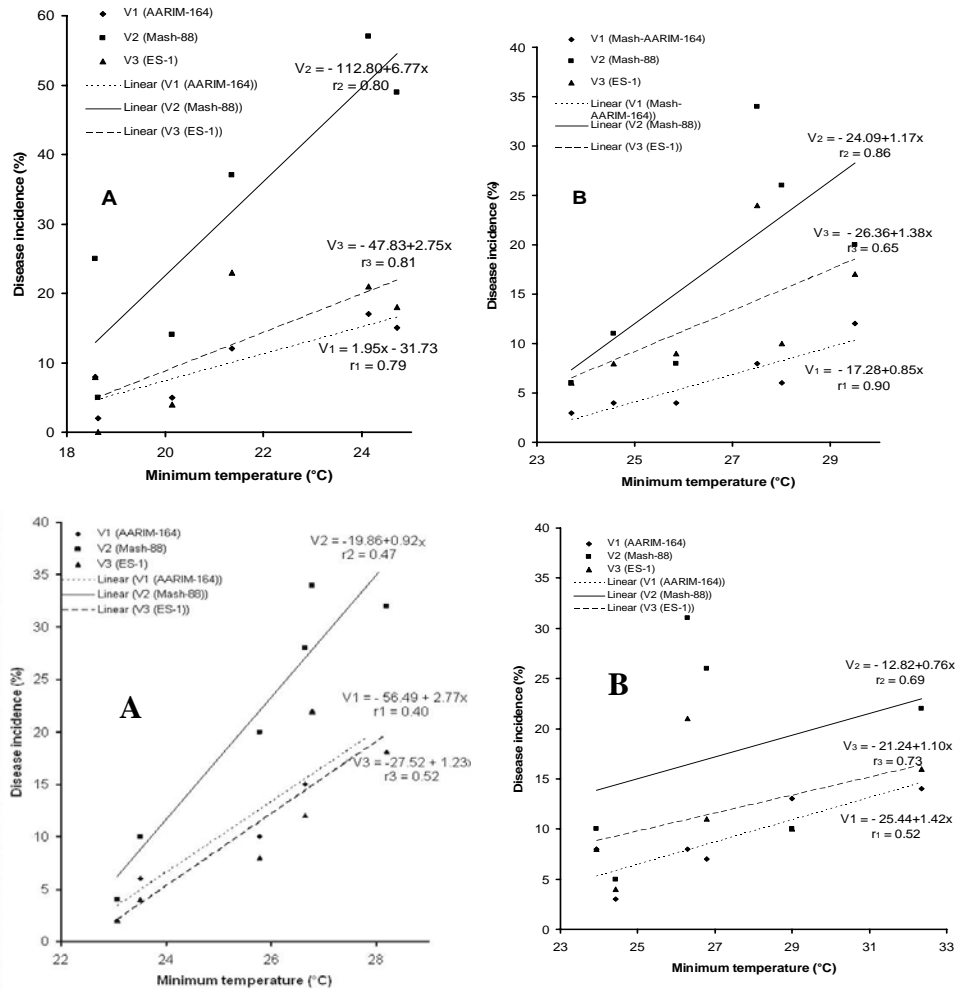 60
50
40
30
20
10
0
Disease incidence (%)
V1 (AARIM-164)
V2 (Mash-88)
V3 (ES-1)
Linear (V1 (AARIM-164))
Linear (V2 (Mash-88))
Linear (V3 (ES-1))
A
V2 = - 112.80+6.77x
r2 = 0.80
V3 = - 47.83+2.75x
r3 = 0.81
V1 = 1.95x - 31.73
r1 = 0.79
18 20 22 24
Minimum temperature (°C)
40
35
30
25
20
15
10
5
0
Disease incidence (%)
V1 (Mash-AARIM-164)
V2 (Mash-88)
V3 (ES-1)
Linear (V1 (Mash-
AARIM-164))
Linear (V2 (Mash-88))
Linear (V3 (ES-1))
B
V2 = - 24.09+1.17x
r2 = 0.86
V3 = - 26.36+1.38x
r3 = 0.65
V1 = - 17.28+0.85x
r1 = 0.90
23 25 27 29
Minimum temperature (°C)
40
35
30
25
20
15
10
5
0
Disease incidence (%)
V1 (AARIM-164)
V2 (Mash-88)
V3 (ES-1)
Linear (V1 (AARIM-164))
Linear (V2 (Mash-88))
Linear (V3 (ES-1))
A
V2 = -19.86+0.92x
r2 = 0.47
V1 = - 56.49 + 2.77x
r1 = 0.40
V3 = -27.52 + 1.23
r3 = 0.52
22 24 26 28
Minimum temperature (°C)
40
35
30
25
20
15
10
5
0
Disease incidence (%)
V1 (AARIM-164)
V2 (Mash-88)
V3 (ES-1)
Linear (V1 (AARIM-164))
Linear (V2 (Mash-88))
Linear (V3 (ES-1))
B
V2 = - 12.82+0.76x
r2 = 0.69
V3 = - 21.24+1.10x
r3 = 0.73
V1 = - 25.44+1.42x
r1 = 0.52
23 25 27 29 31 33
Minimum temperature (°C)